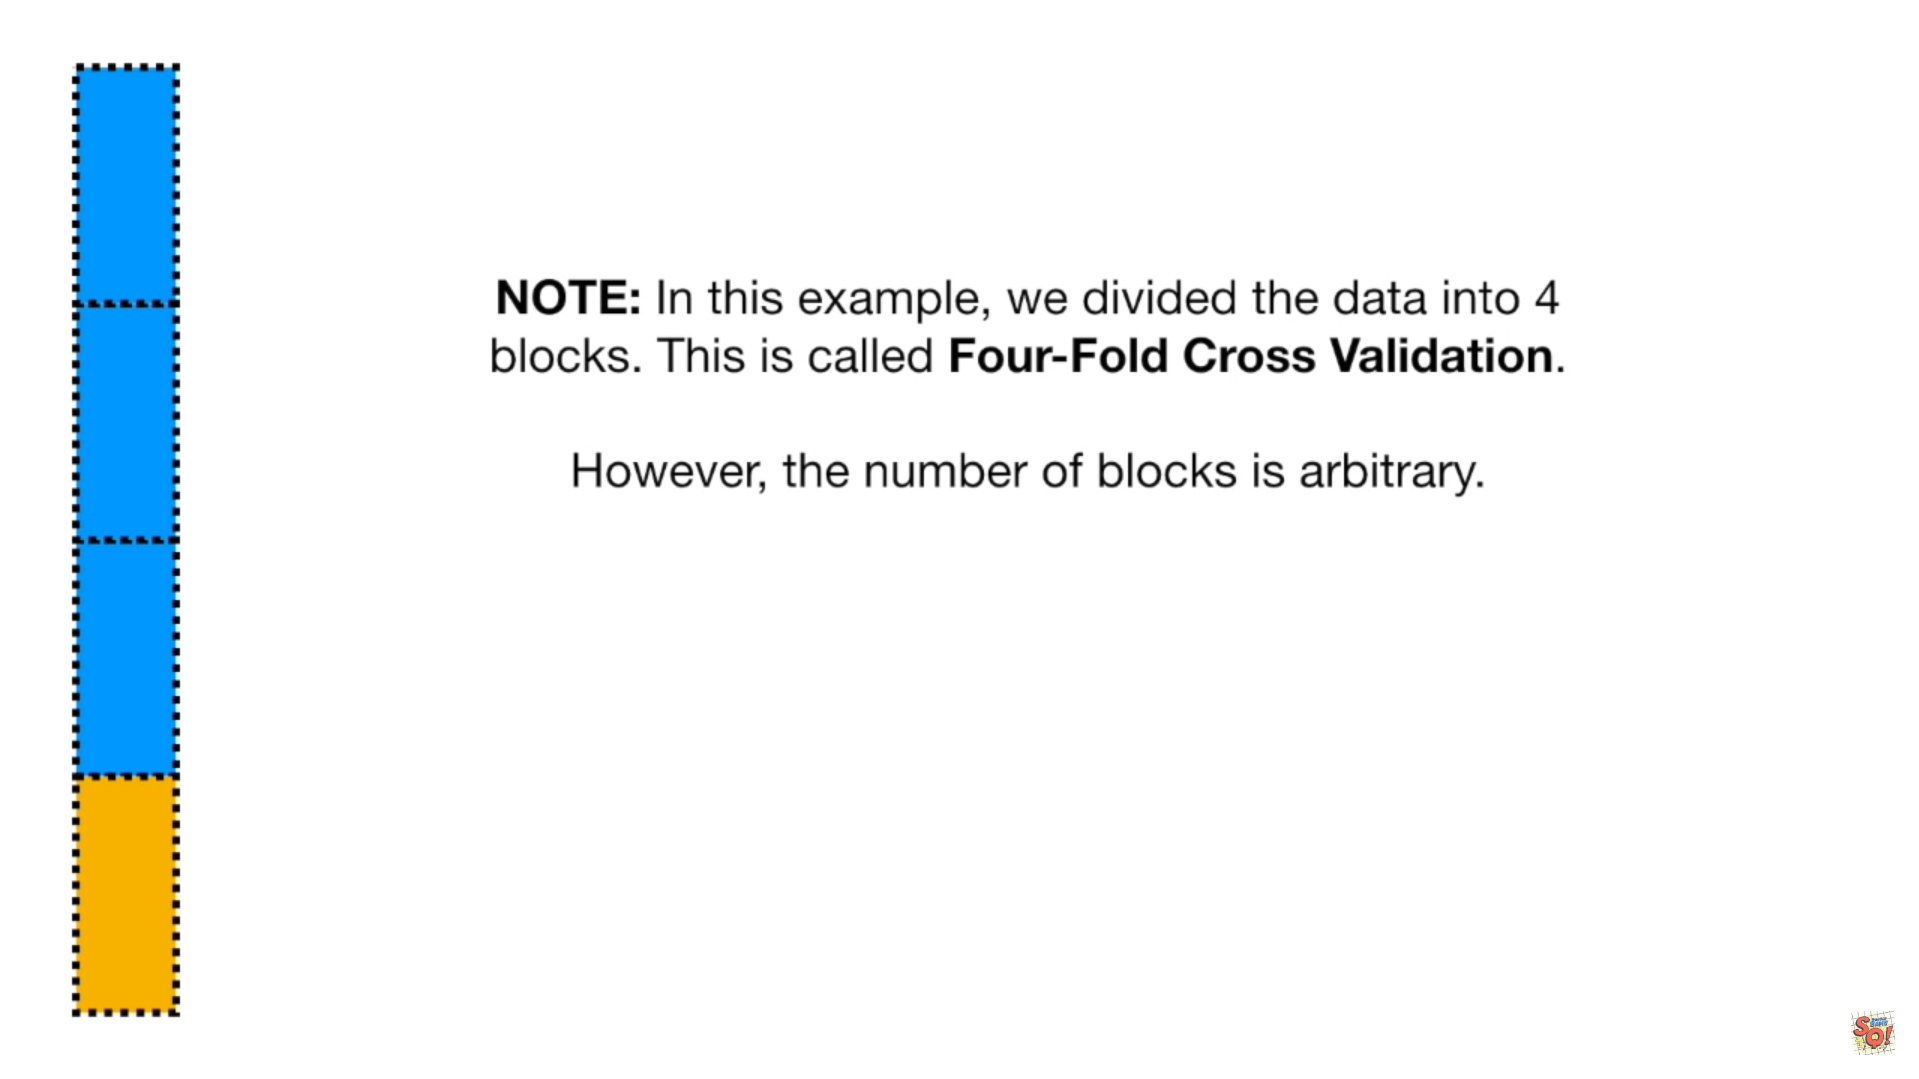 NOTE: In this example, we divided the data into 4
blocks. This is called Four-Fold Cross Validation.
However, the number of blocks is arbitrary.
SQ!